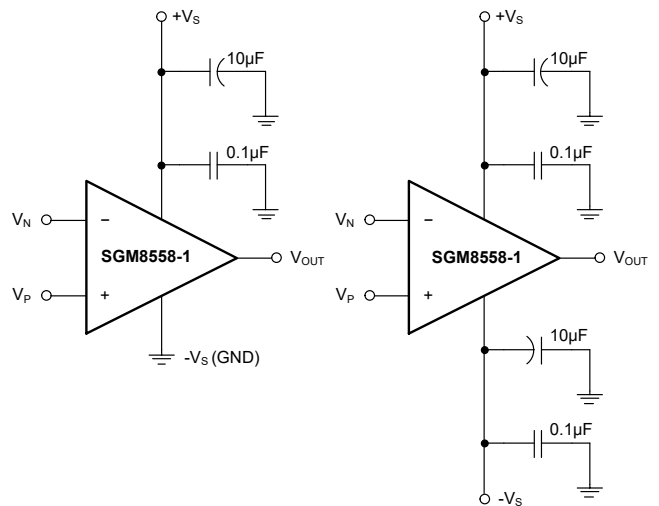 +VS
10µF
0.1µF
VN
−
SGM8558-1
VOUT
VP
+
-VS (GND)
+VS
10µF
0.1µF
VN
−
SGM8558-1
VOUT
VP
+
10µF
0.1µF
-VS